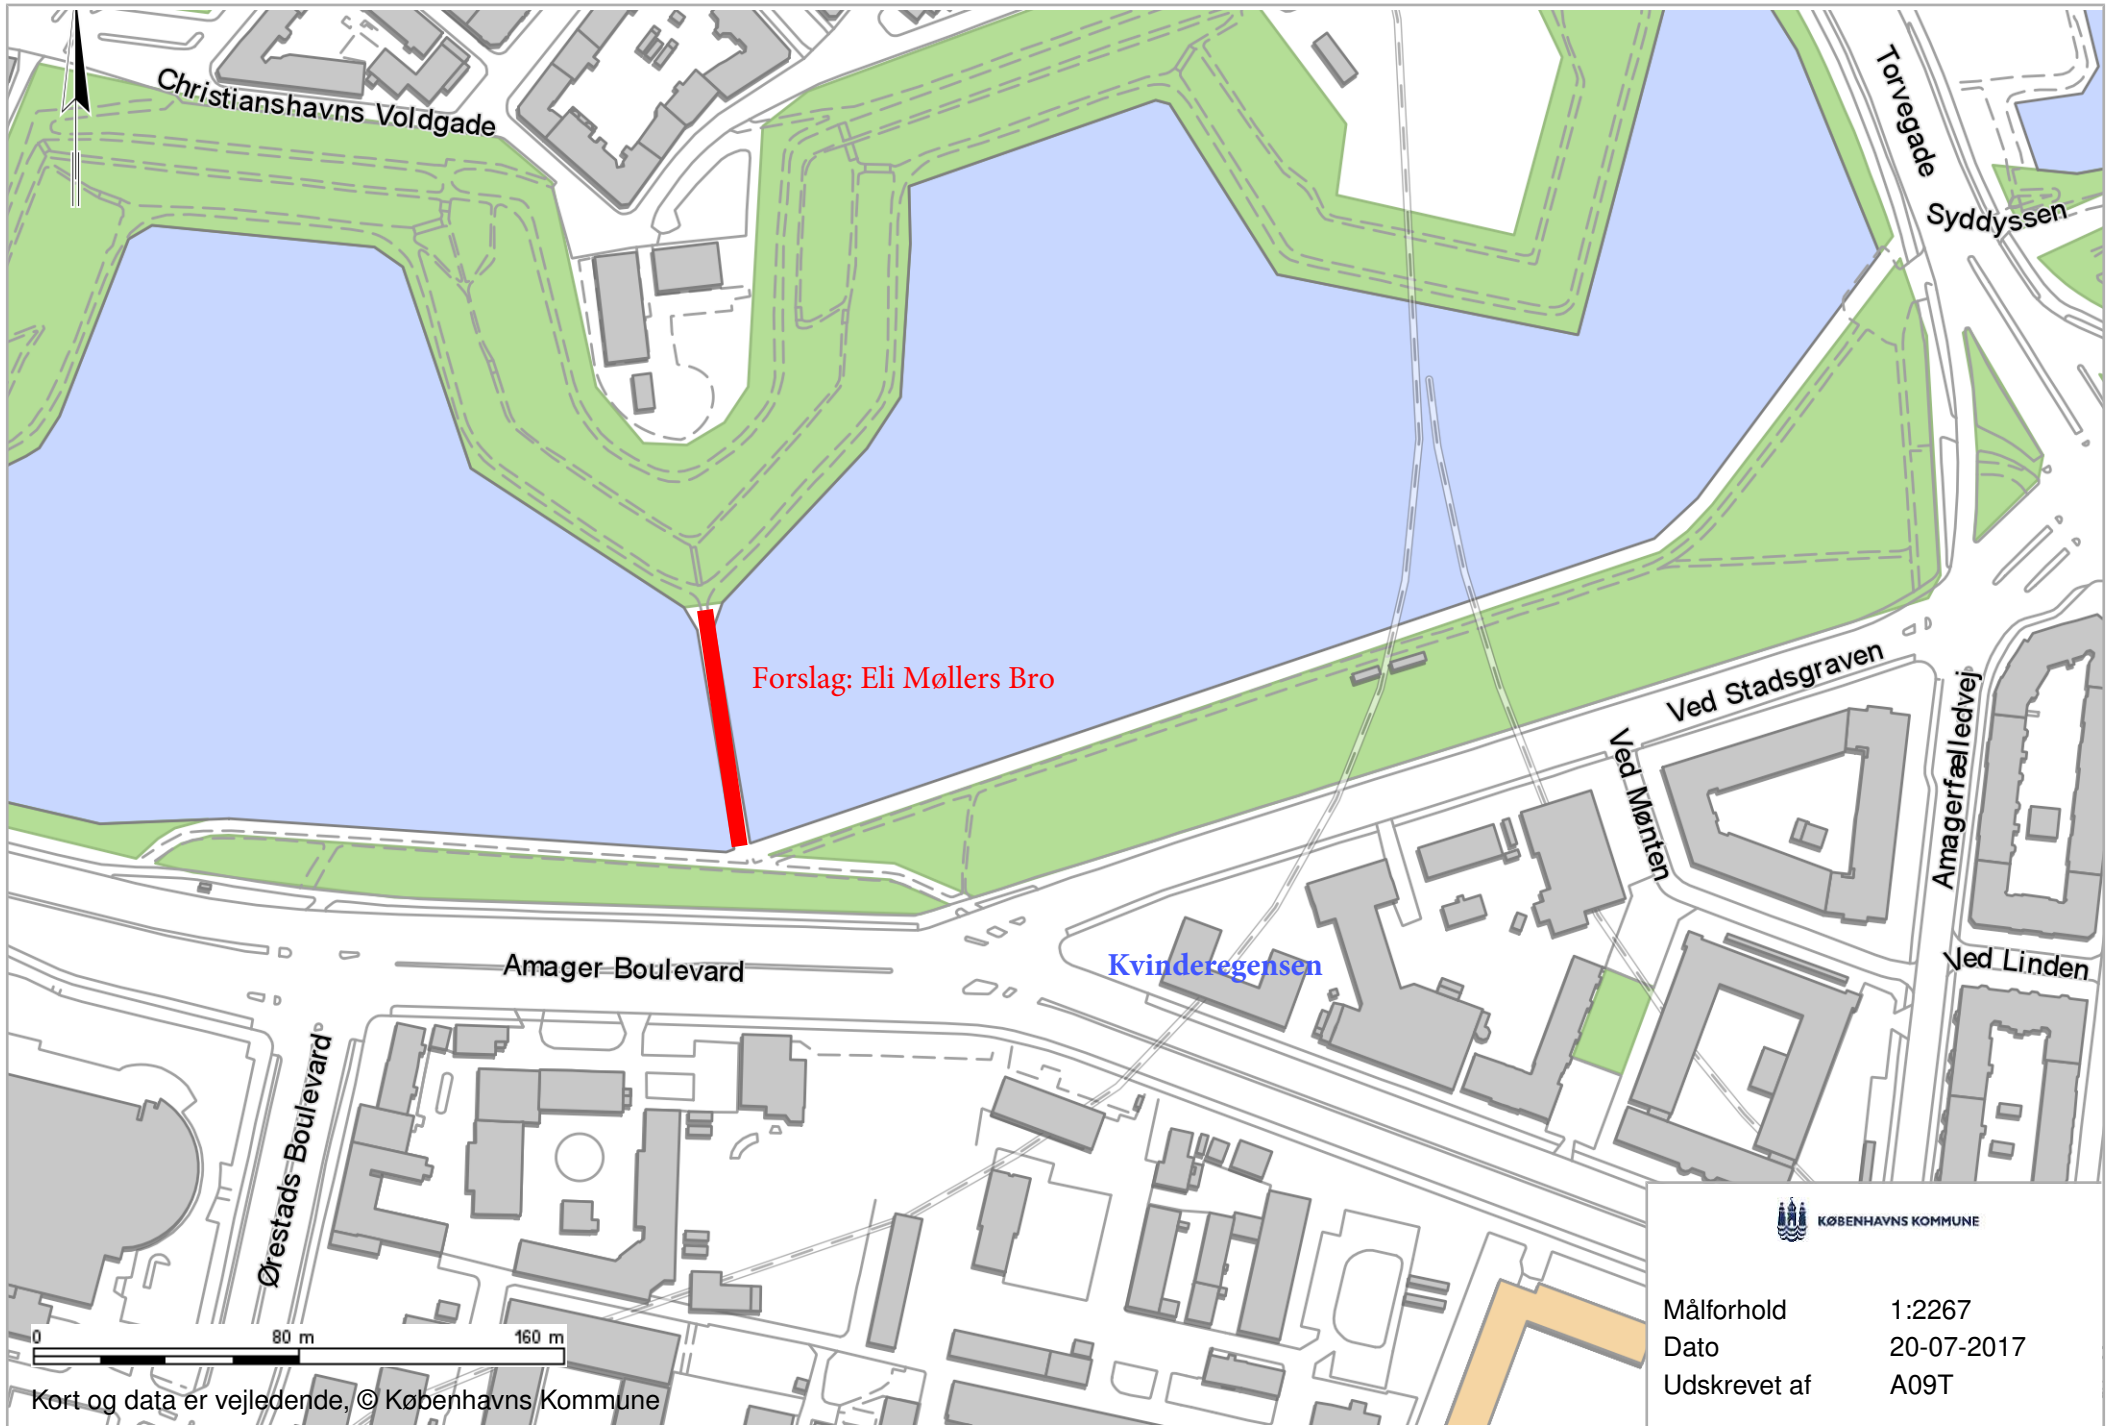 Christianshavns Voldgade
Torvegade
Syddyssen
Forslag: Eli Møllers Bro
Ved Stadsgraven
Ved Mønten
Amagerfælledvej
Kvinderegensen
Ved Linden
Amager Boulevard
Ørestads Boulevard
KØBENHAVNS KOMMUNE
Målforhold 1:2267
Dato 20-07-2017
Udskrevet af A09T
0 80 m 160 m
Kort og data er vejledende, © Københavns Kommune